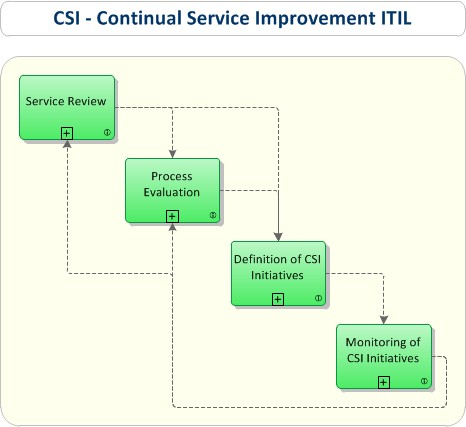 CSI - Continual Service Improvement ITIL
Service Review
Process
Evaluation
Definition of CSI
Initiatives
Monitoring of
CSI Initiatives